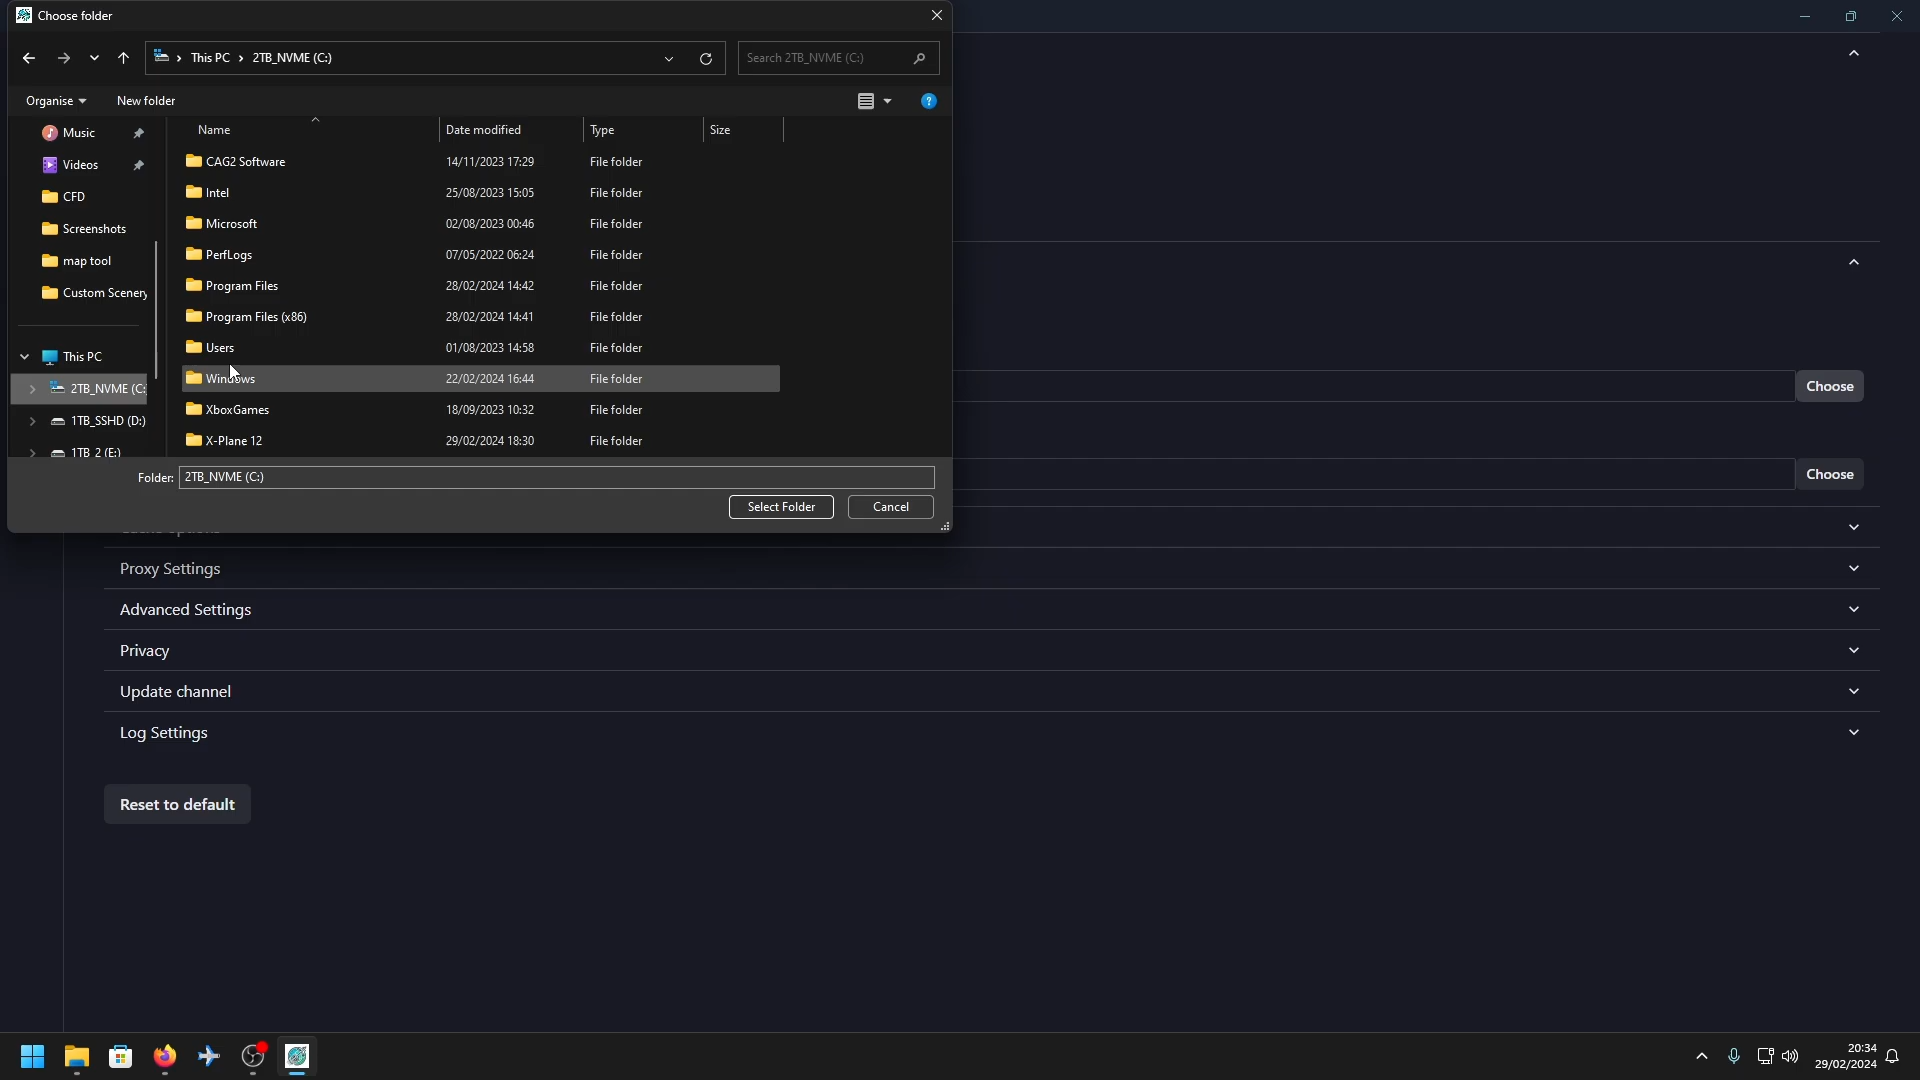 Choose folder
This PC > 2TB_NVME (C:)
Search 2TB_NVME (C:)
Organise
New folder
?
Music
Videos
CFD
Screenshots
map tool
Custom Scenery
This PC
2TB_NVME (C:
1TB_SSHD (D:)
1TB 2 (E:)
Name Date modified Type Size
CAG2 Software 14/11/2023 17:29 File folder
Intel 25/08/2023 15:05 File folder
Microsoft 02/08/2023 00:46 File folder
PerfLogs 07/05/2022 06:24 File folder
Program Files 28/02/2024 14:42 File folder
Program Files (x86) 28/02/2024 14:41 File folder
Users 01/08/2023 14:58 File folder
Windows 22/02/2024 16:44 File folder
XboxGames 18/09/2023 10:32 File folder
X-Plane 12 29/02/2024 18:30 File folder
Folder: 2TB_NVME (C:)
Select Folder
Cancel
Choose
Choose
Proxy Settings
Advanced Settings
Privacy
Update channel
Log Settings
Reset to default
20:34
29/02/2024